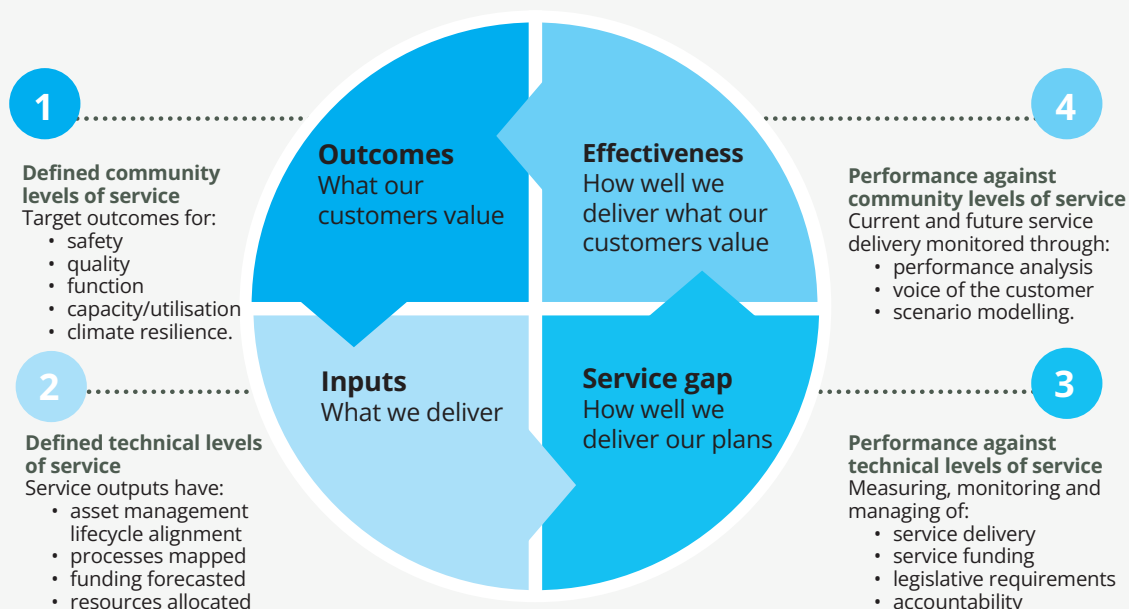 1
Defined community
levels of service
Target outcomes for:
• safety
• quality
• function
• capacity/utilisation
• climate resilience.
Outcomes
What our
customers value
2
Defined technical levels
of service
Service outputs have:
• asset management
lifecycle alignment
• processes mapped
• funding forecasted
• resources allocated
Inputs
What we deliver
3
Performance against
technical levels of service
Measuring, monitoring and
managing of:
• service delivery
• service funding
• legislative requirements
• accountability
Service gap
How well we
deliver our plans
4
Performance against
community levels of service
Current and future service
delivery monitored through:
• performance analysis
• voice of the customer
• scenario modelling.
Effectiveness
How well we
deliver what our
customers value